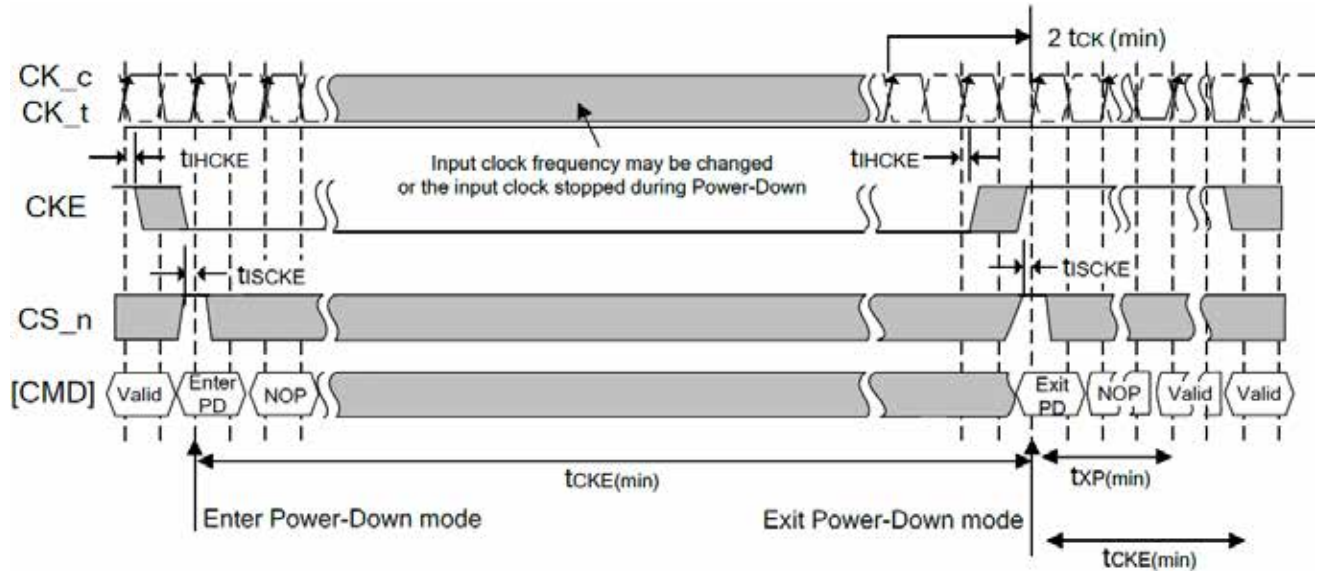 2 tCK (min)
CK_c
CK_t
tIHCKE
Input clock frequency may be changed
or the input clock stopped during Power-Down
tIHCKE
CKE
tISCKE
tISCKE
CS_n
[CMD]
Valid
Enter
PD
NOP
Exit
PD
NOP
Valid
Valid
tCKE(min)
tXP(min)
Enter Power-Down mode
Exit Power-Down mode
tCKE(min)